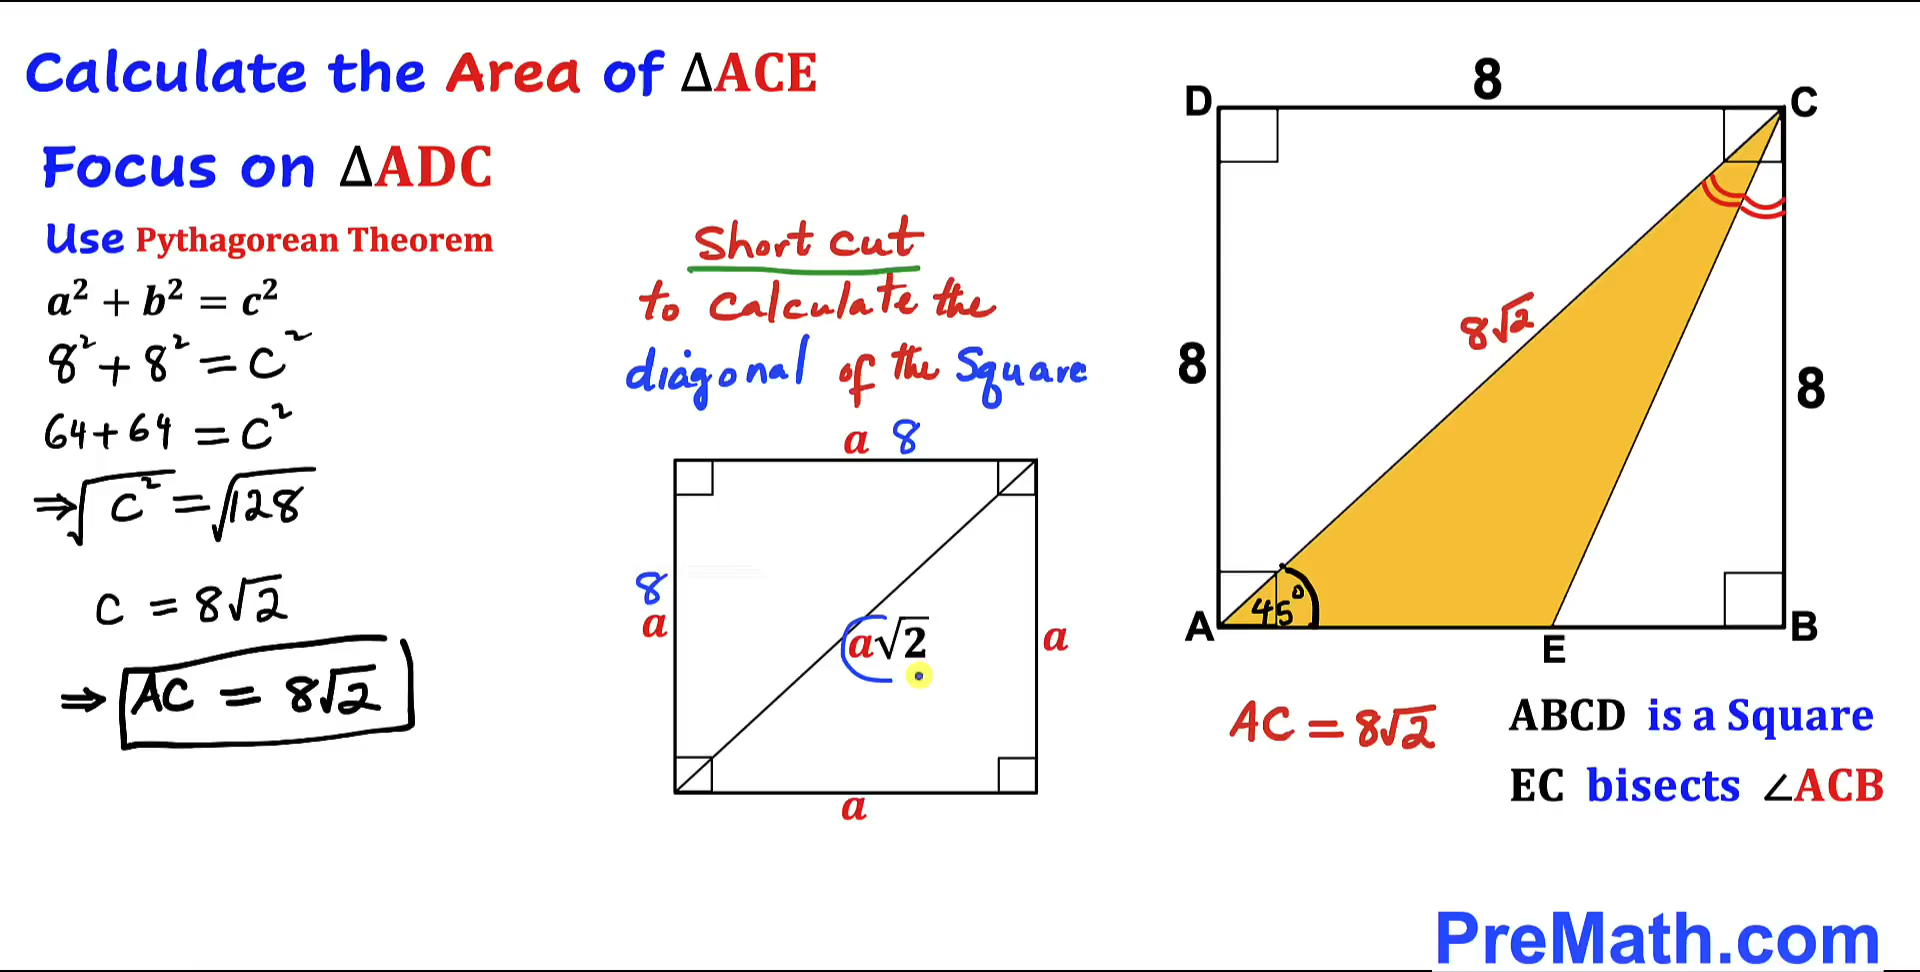 Calculate the Area of ΔACE
Focus on ΔADC
Use Pythagorean Theorem
a² + b² = c²
8² + 8² = c²
64 + 64 = c²
⇒ √c² = √128
c = 8√2
⇒ AC = 8√2
Short cut
to calculate the
diagonal of the Square
a 8
8
a
a√2
a
a
8
D
C
8√2
8
8
45°
A
B
E
AC = 8√2
ABCD is a Square
EC bisects ∠ACB
PreMath.com